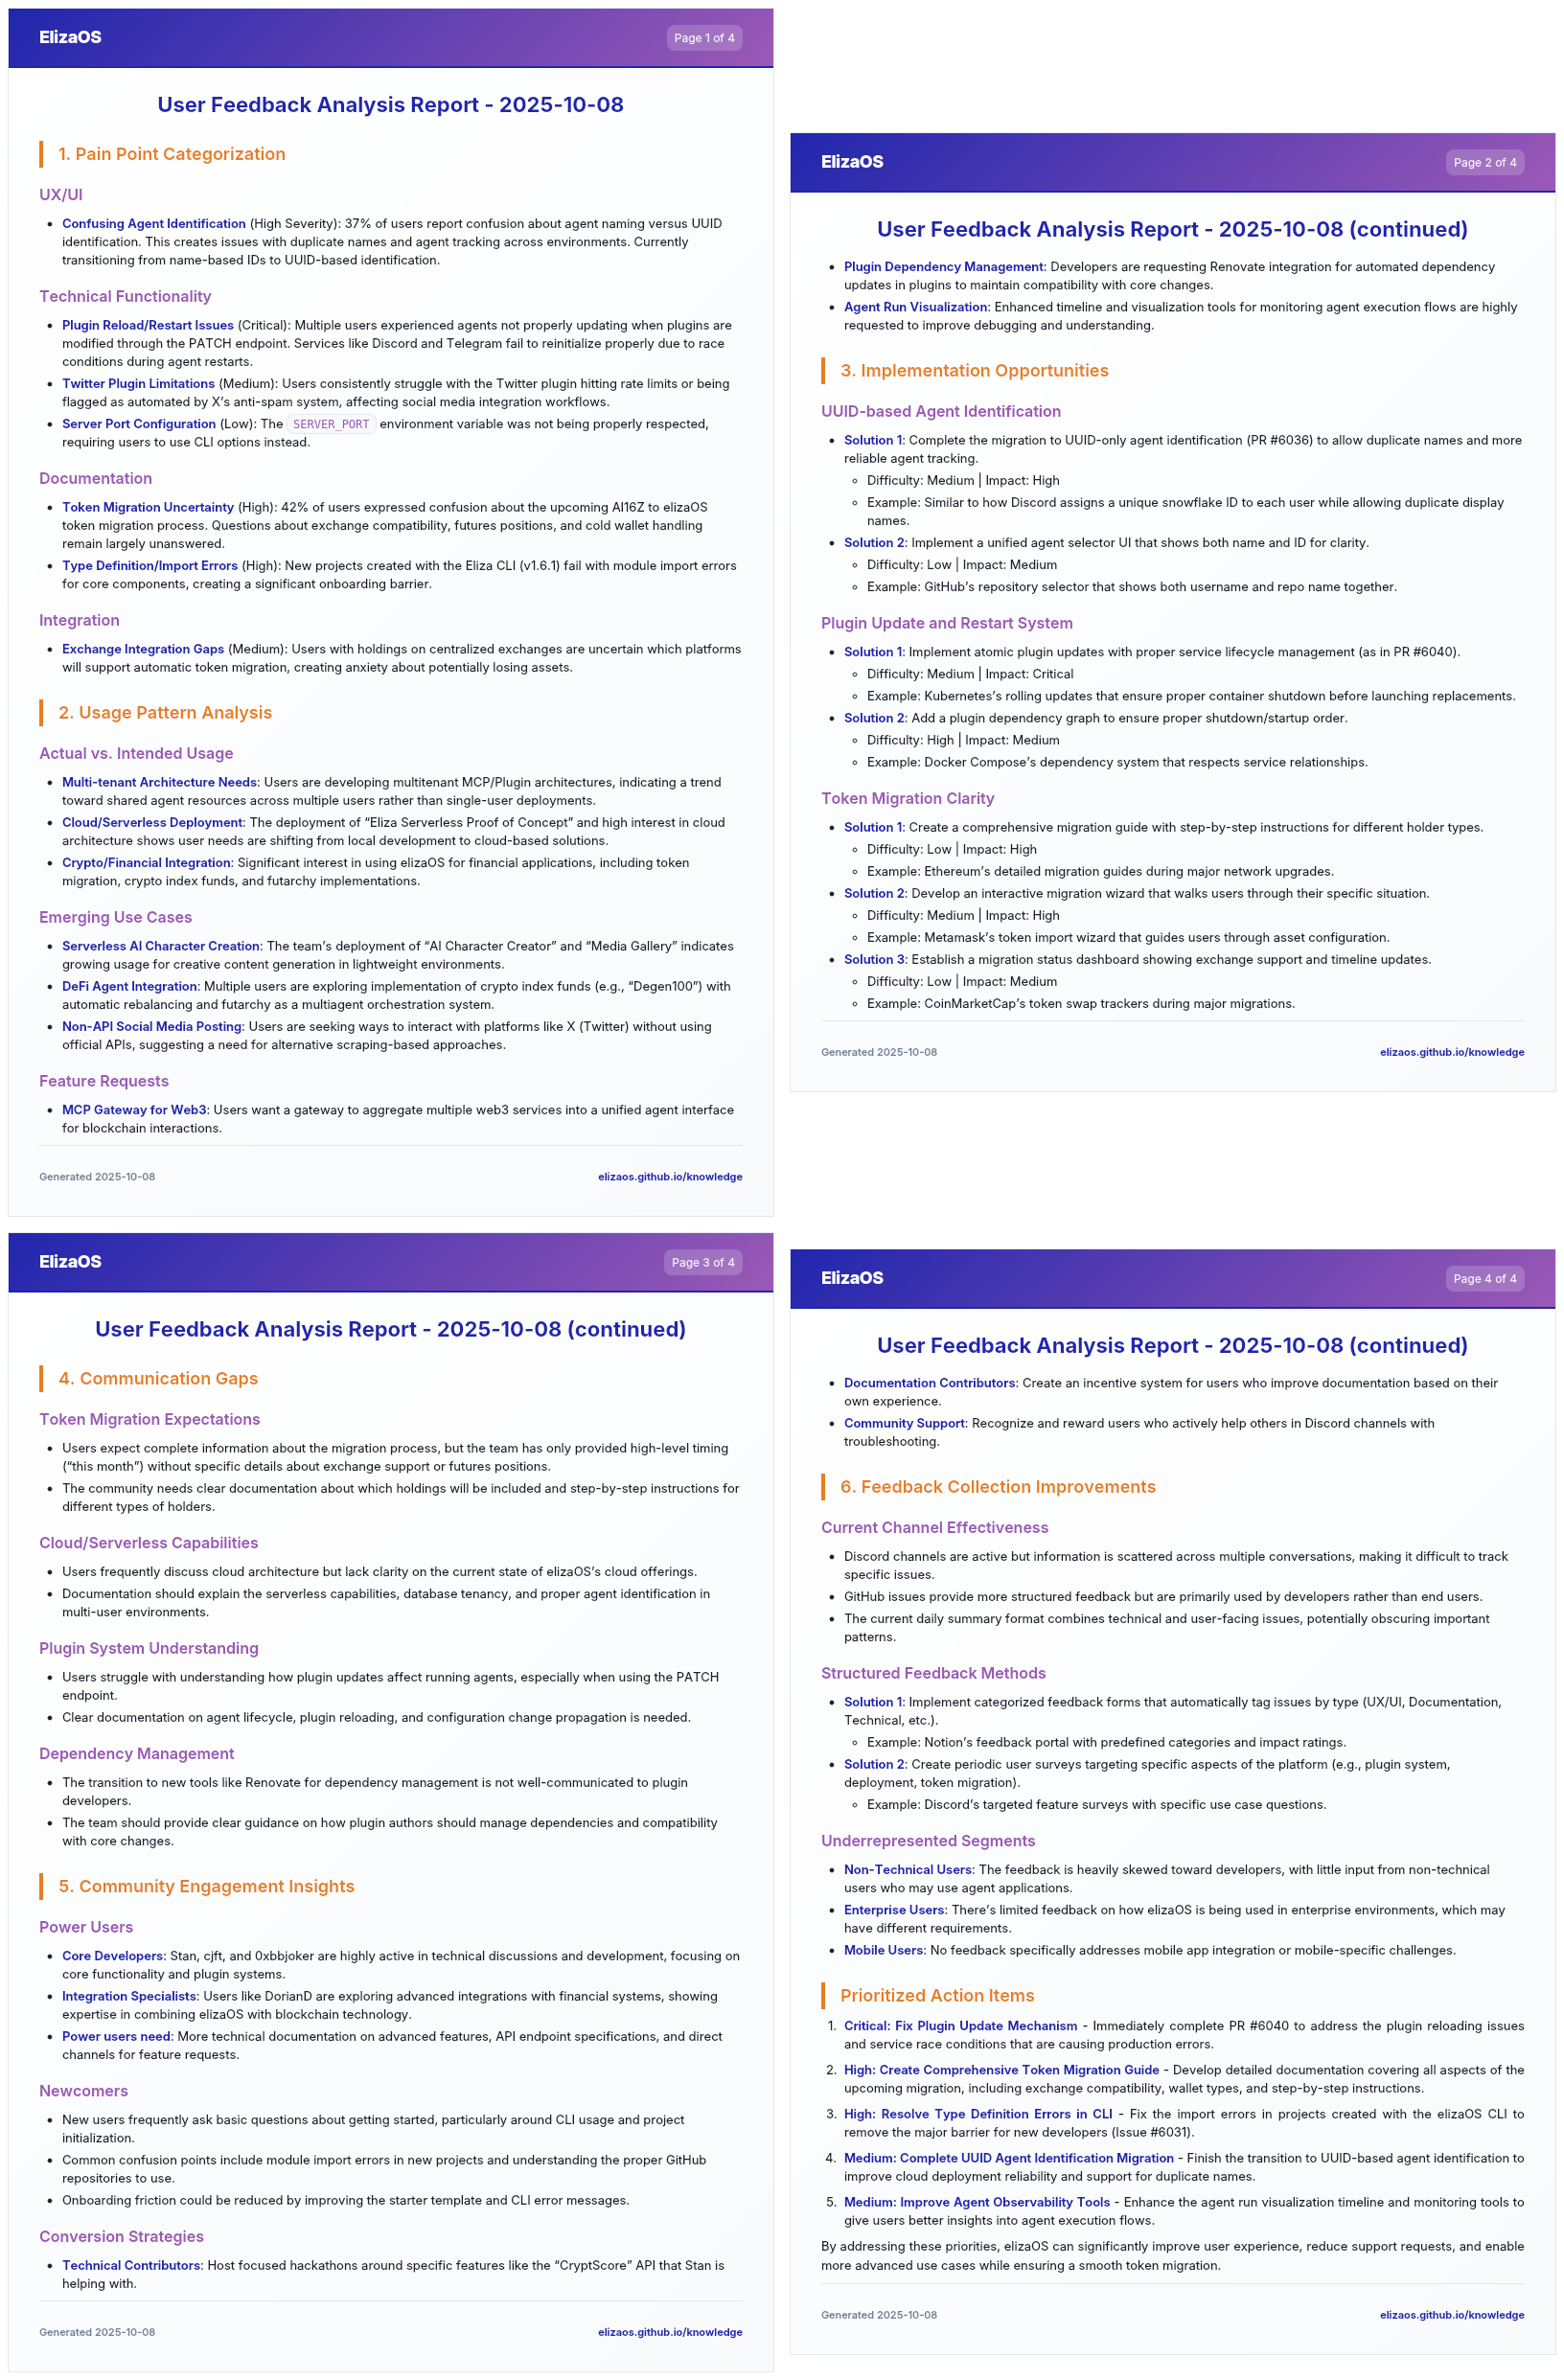 ElizaOS
Page 1 of 4
User Feedback Analysis Report - 2025-10-08
1. Pain Point Categorization
UX/UI
• Confusing Agent Identification (High Severity): 37% of users report confusion about agent naming versus UUID
identification. This creates issues with duplicate names and agent tracking across environments. Currently
transitioning from name-based IDs to UUID-based identification.
Technical Functionality
• Plugin Reload/Restart Issues (Critical): Multiple users experienced agents not properly updating when plugins are
modified through the PATCH endpoint. Services like Discord and Telegram fail to reinitialize properly due to race
conditions during agent restarts.
• Twitter Plugin Limitations (Medium): Users consistently struggle with the Twitter plugin hitting rate limits or being
flagged as automated by X’s anti-spam system, affecting social media integration workflows.
• Server Port Configuration (Low): The SERVER_PORT environment variable was not being properly respected,
requiring users to use CLI options instead.
Documentation
• Token Migration Uncertainty (High): 42% of users expressed confusion about the upcoming AI16Z to elizaOS
token migration process. Questions about exchange compatibility, futures positions, and cold wallet handling
remain largely unanswered.
• Type Definition/Import Errors (High): New projects created with the Eliza CLI (v1.6.1) fail with module import errors
for core components, creating a significant onboarding barrier.
Integration
• Exchange Integration Gaps (Medium): Users with holdings on centralized exchanges are uncertain which platforms
will support automatic token migration, creating anxiety about potentially losing assets.
2. Usage Pattern Analysis
Actual vs. Intended Usage
• Multi-tenant Architecture Needs: Users are developing multitenant MCP/Plugin architectures, indicating a trend
toward shared agent resources across multiple users rather than single-user deployments.
• Cloud/Serverless Deployment: The deployment of “Eliza Serverless Proof of Concept” and high interest in cloud
architecture shows user needs are shifting from local development to cloud-based solutions.
• Crypto/Financial Integration: Significant interest in using elizaOS for financial applications, including token
migration, crypto index funds, and futarchy implementations.
Emerging Use Cases
• Serverless AI Character Creation: The team’s deployment of “AI Character Creator” and “Media Gallery” indicates
growing usage for creative content generation in lightweight environments.
• DeFi Agent Integration: Multiple users are exploring implementation of crypto index funds (e.g., “Degen100”) with
automatic rebalancing and futarchy as a multiagent orchestration system.
• Non-API Social Media Posting: Users are seeking ways to interact with platforms like X (Twitter) without using
official APIs, suggesting a need for alternative scraping-based approaches.
Feature Requests
• MCP Gateway for Web3: Users want a gateway to aggregate multiple web3 services into a unified agent interface
for blockchain interactions.
Generated 2025-10-08
elizaos.github.io/knowledge
ElizaOS
Page 2 of 4
User Feedback Analysis Report - 2025-10-08 (continued)
• Plugin Dependency Management: Developers are requesting Renovate integration for automated dependency
updates in plugins to maintain compatibility with core changes.
• Agent Run Visualization: Enhanced timeline and visualization tools for monitoring agent execution flows are highly
requested to improve debugging and understanding.
3. Implementation Opportunities
UUID-based Agent Identification
• Solution 1: Complete the migration to UUID-only agent identification (PR #6036) to allow duplicate names and more
reliable agent tracking.
◦ Difficulty: Medium | Impact: High
◦ Example: Similar to how Discord assigns a unique snowflake ID to each user while allowing duplicate display
names.
• Solution 2: Implement a unified agent selector UI that shows both name and ID for clarity.
◦ Difficulty: Low | Impact: Medium
◦ Example: GitHub’s repository selector that shows both username and repo name together.
Plugin Update and Restart System
• Solution 1: Implement atomic plugin updates with proper service lifecycle management (as in PR #6040).
◦ Difficulty: Medium | Impact: Critical
◦ Example: Kubernetes’s rolling updates that ensure proper container shutdown before launching replacements.
• Solution 2: Add a plugin dependency graph to ensure proper shutdown/startup order.
◦ Difficulty: High | Impact: Medium
◦ Example: Docker Compose’s dependency system that respects service relationships.
Token Migration Clarity
• Solution 1: Create a comprehensive migration guide with step-by-step instructions for different holder types.
◦ Difficulty: Low | Impact: High
◦ Example: Ethereum’s detailed migration guides during major network upgrades.
• Solution 2: Develop an interactive migration wizard that walks users through their specific situation.
◦ Difficulty: Medium | Impact: High
◦ Example: Metamask’s token import wizard that guides users through asset configuration.
• Solution 3: Establish a migration status dashboard showing exchange support and timeline updates.
◦ Difficulty: Low | Impact: Medium
◦ Example: CoinMarketCap’s token swap trackers during major migrations.
Generated 2025-10-08
elizaos.github.io/knowledge
ElizaOS
Page 3 of 4
User Feedback Analysis Report - 2025-10-08 (continued)
4. Communication Gaps
Token Migration Expectations
• Users expect complete information about the migration process, but the team has only provided high-level timing
(“this month”) without specific details about exchange support or futures positions.
• The community needs clear documentation about which holdings will be included and step-by-step instructions for
different types of holders.
Cloud/Serverless Capabilities
• Users frequently discuss cloud architecture but lack clarity on the current state of elizaOS’s cloud offerings.
• Documentation should explain the serverless capabilities, database tenancy, and proper agent identification in
multi-user environments.
Plugin System Understanding
• Users struggle with understanding how plugin updates affect running agents, especially when using the PATCH
endpoint.
• Clear documentation on agent lifecycle, plugin reloading, and configuration change propagation is needed.
Dependency Management
• The transition to new tools like Renovate for dependency management is not well-communicated to plugin
developers.
• The team should provide clear guidance on how plugin authors should manage dependencies and compatibility
with core changes.
5. Community Engagement Insights
Power Users
• Core Developers: Stan, cjft, and 0xbbjoker are highly active in technical discussions and development, focusing on
core functionality and plugin systems.
• Integration Specialists: Users like DorianD are exploring advanced integrations with financial systems, showing
expertise in combining elizaOS with blockchain technology.
• Power users need: More technical documentation on advanced features, API endpoint specifications, and direct
channels for feature requests.
Newcomers
• New users frequently ask basic questions about getting started, particularly around CLI usage and project
initialization.
• Common confusion points include module import errors in new projects and understanding the proper GitHub
repositories to use.
• Onboarding friction could be reduced by improving the starter template and CLI error messages.
Conversion Strategies
• Technical Contributors: Host focused hackathons around specific features like the “CryptScore” API that Stan is
helping with.
Generated 2025-10-08
elizaos.github.io/knowledge
ElizaOS
Page 4 of 4
User Feedback Analysis Report - 2025-10-08 (continued)
• Documentation Contributors: Create an incentive system for users who improve documentation based on their
own experience.
• Community Support: Recognize and reward users who actively help others in Discord channels with
troubleshooting.
6. Feedback Collection Improvements
Current Channel Effectiveness
• Discord channels are active but information is scattered across multiple conversations, making it difficult to track
specific issues.
• GitHub issues provide more structured feedback but are primarily used by developers rather than end users.
• The current daily summary format combines technical and user-facing issues, potentially obscuring important
patterns.
Structured Feedback Methods
• Solution 1: Implement categorized feedback forms that automatically tag issues by type (UX/UI, Documentation,
Technical, etc.).
◦ Example: Notion’s feedback portal with predefined categories and impact ratings.
• Solution 2: Create periodic user surveys targeting specific aspects of the platform (e.g., plugin system,
deployment, token migration).
◦ Example: Discord’s targeted feature surveys with specific use case questions.
Underrepresented Segments
• Non-Technical Users: The feedback is heavily skewed toward developers, with little input from non-technical
users who may use agent applications.
• Enterprise Users: There’s limited feedback on how elizaOS is being used in enterprise environments, which may
have different requirements.
• Mobile Users: No feedback specifically addresses mobile app integration or mobile-specific challenges.
Prioritized Action Items
1. Critical: Fix Plugin Update Mechanism - Immediately complete PR #6040 to address the plugin reloading issues
and service race conditions that are causing production errors.
2. High: Create Comprehensive Token Migration Guide - Develop detailed documentation covering all aspects of the
upcoming migration, including exchange compatibility, wallet types, and step-by-step instructions.
3. High: Resolve Type Definition Errors in CLI - Fix the import errors in projects created with the elizaOS CLI to
remove the major barrier for new developers (Issue #6031).
4. Medium: Complete UUID Agent Identification Migration - Finish the transition to UUID-based agent identification to
improve cloud deployment reliability and support for duplicate names.
5. Medium: Improve Agent Observability Tools - Enhance the agent run visualization timeline and monitoring tools to
give users better insights into agent execution flows.
By addressing these priorities, elizaOS can significantly improve user experience, reduce support requests, and enable
more advanced use cases while ensuring a smooth token migration.
Generated 2025-10-08
elizaos.github.io/knowledge